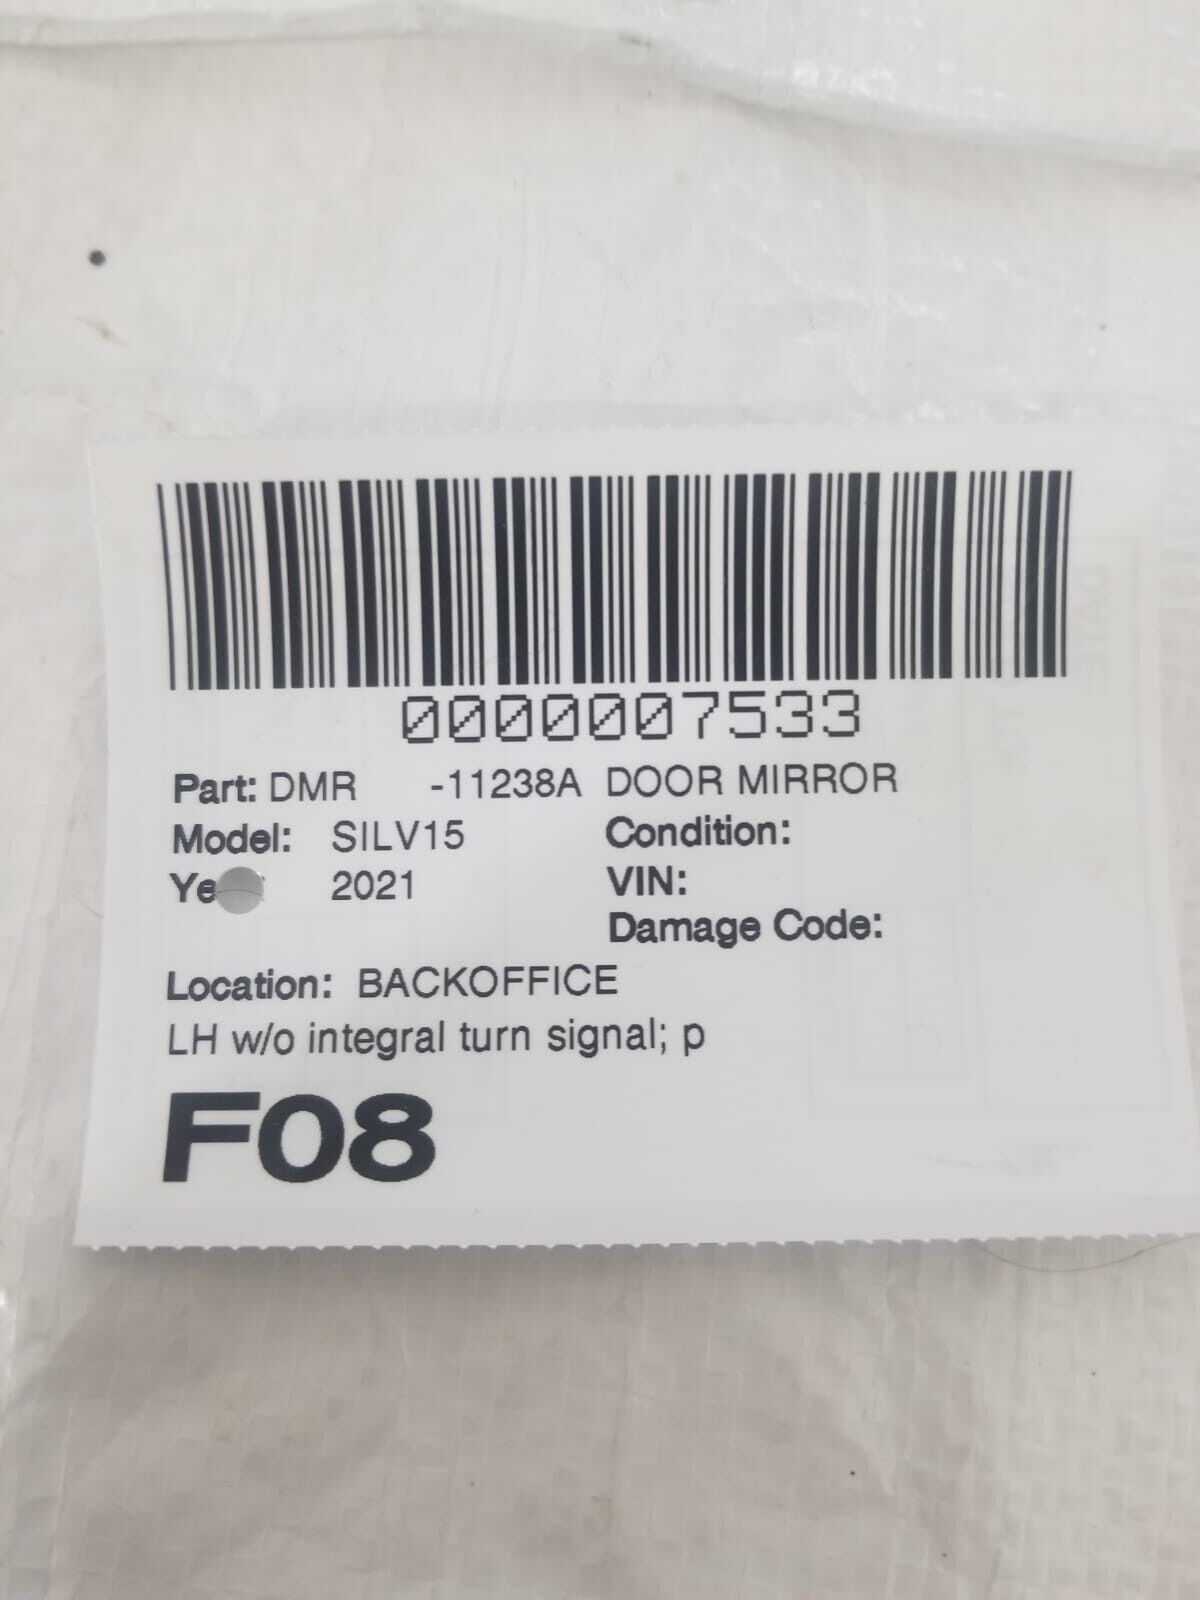 0000007533
Part: DMR -11238A DOOR MIRROR
Model: SILV15 Condition:
2021 VIN:
Damage Code:
Location: BACKOFFICE
LH w/o integral turn signal; p
F08